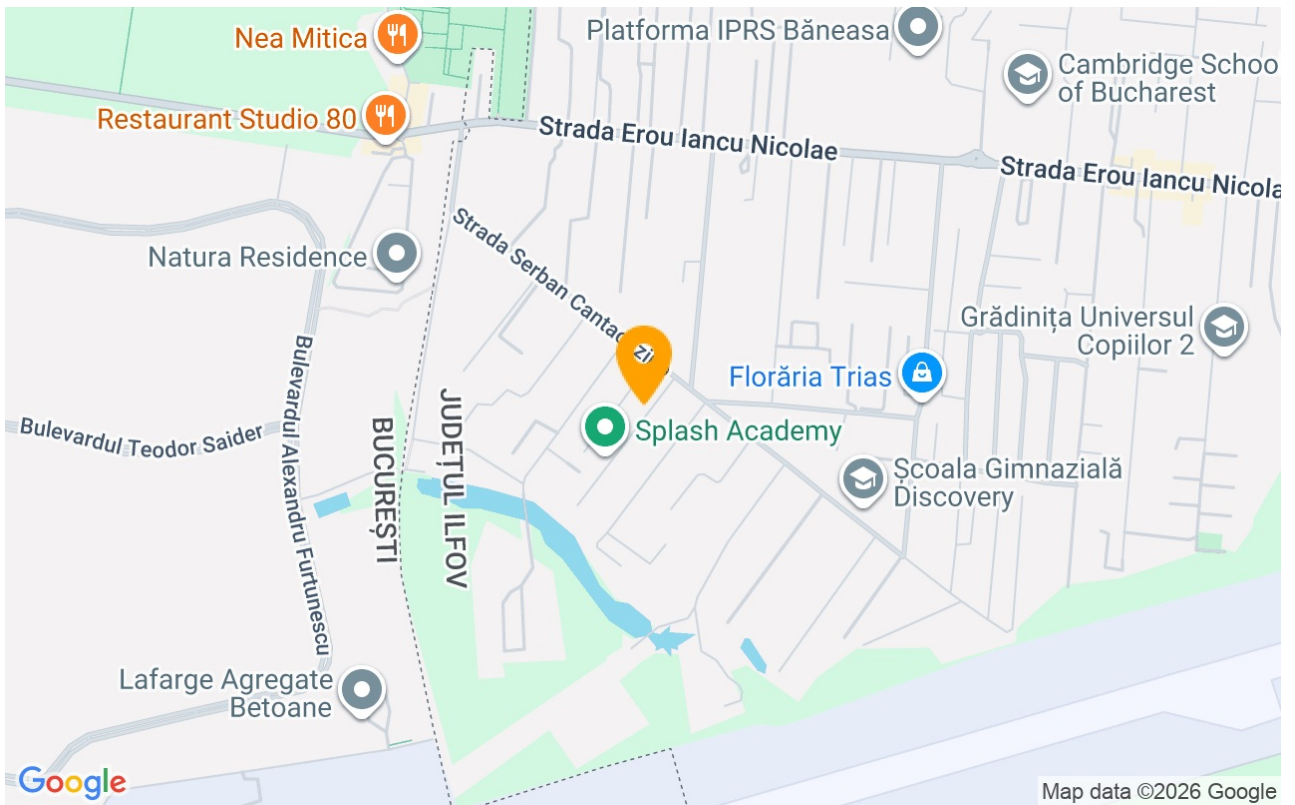 Nea Mitica
Platforma IPRS Băneasa
Cambridge Schoo
of Bucharest
Restaurant Studio 80
Strada Erou Iancu Nicolae
Strada Erou Iancu Nicola
Strada Serban Cantac
zi
Natura Residence
Grădinița Universul
Copiilor 2
Florăria Trias
Bulevardul Teodor Saider
Bulevardul Alexandru Furtunescu
BUCUREȘTI
JUDEȚUL ILFOV
Splash Academy
Școala Gimnazială
Discovery
Lafarge Agregate
Betoane
Google
Map data ©2026 Google